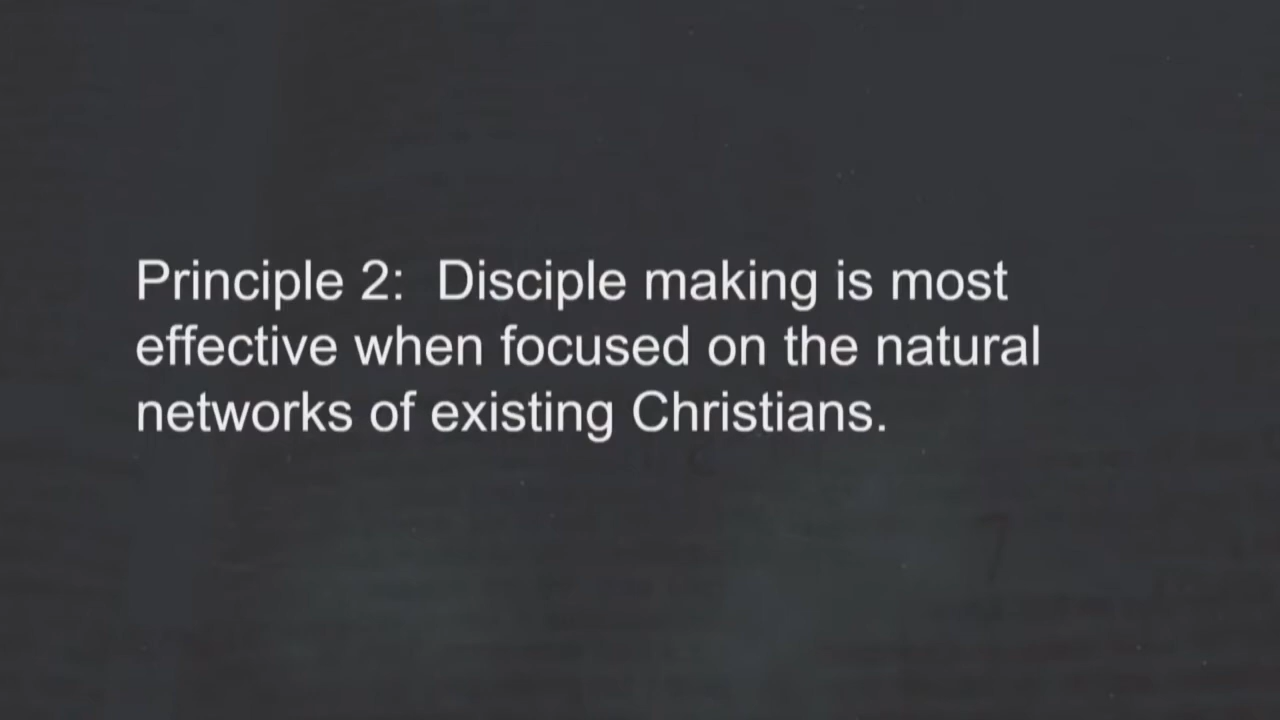 Principle 2:  Disciple making is most
effective when focused on the natural
networks of existing Christians.